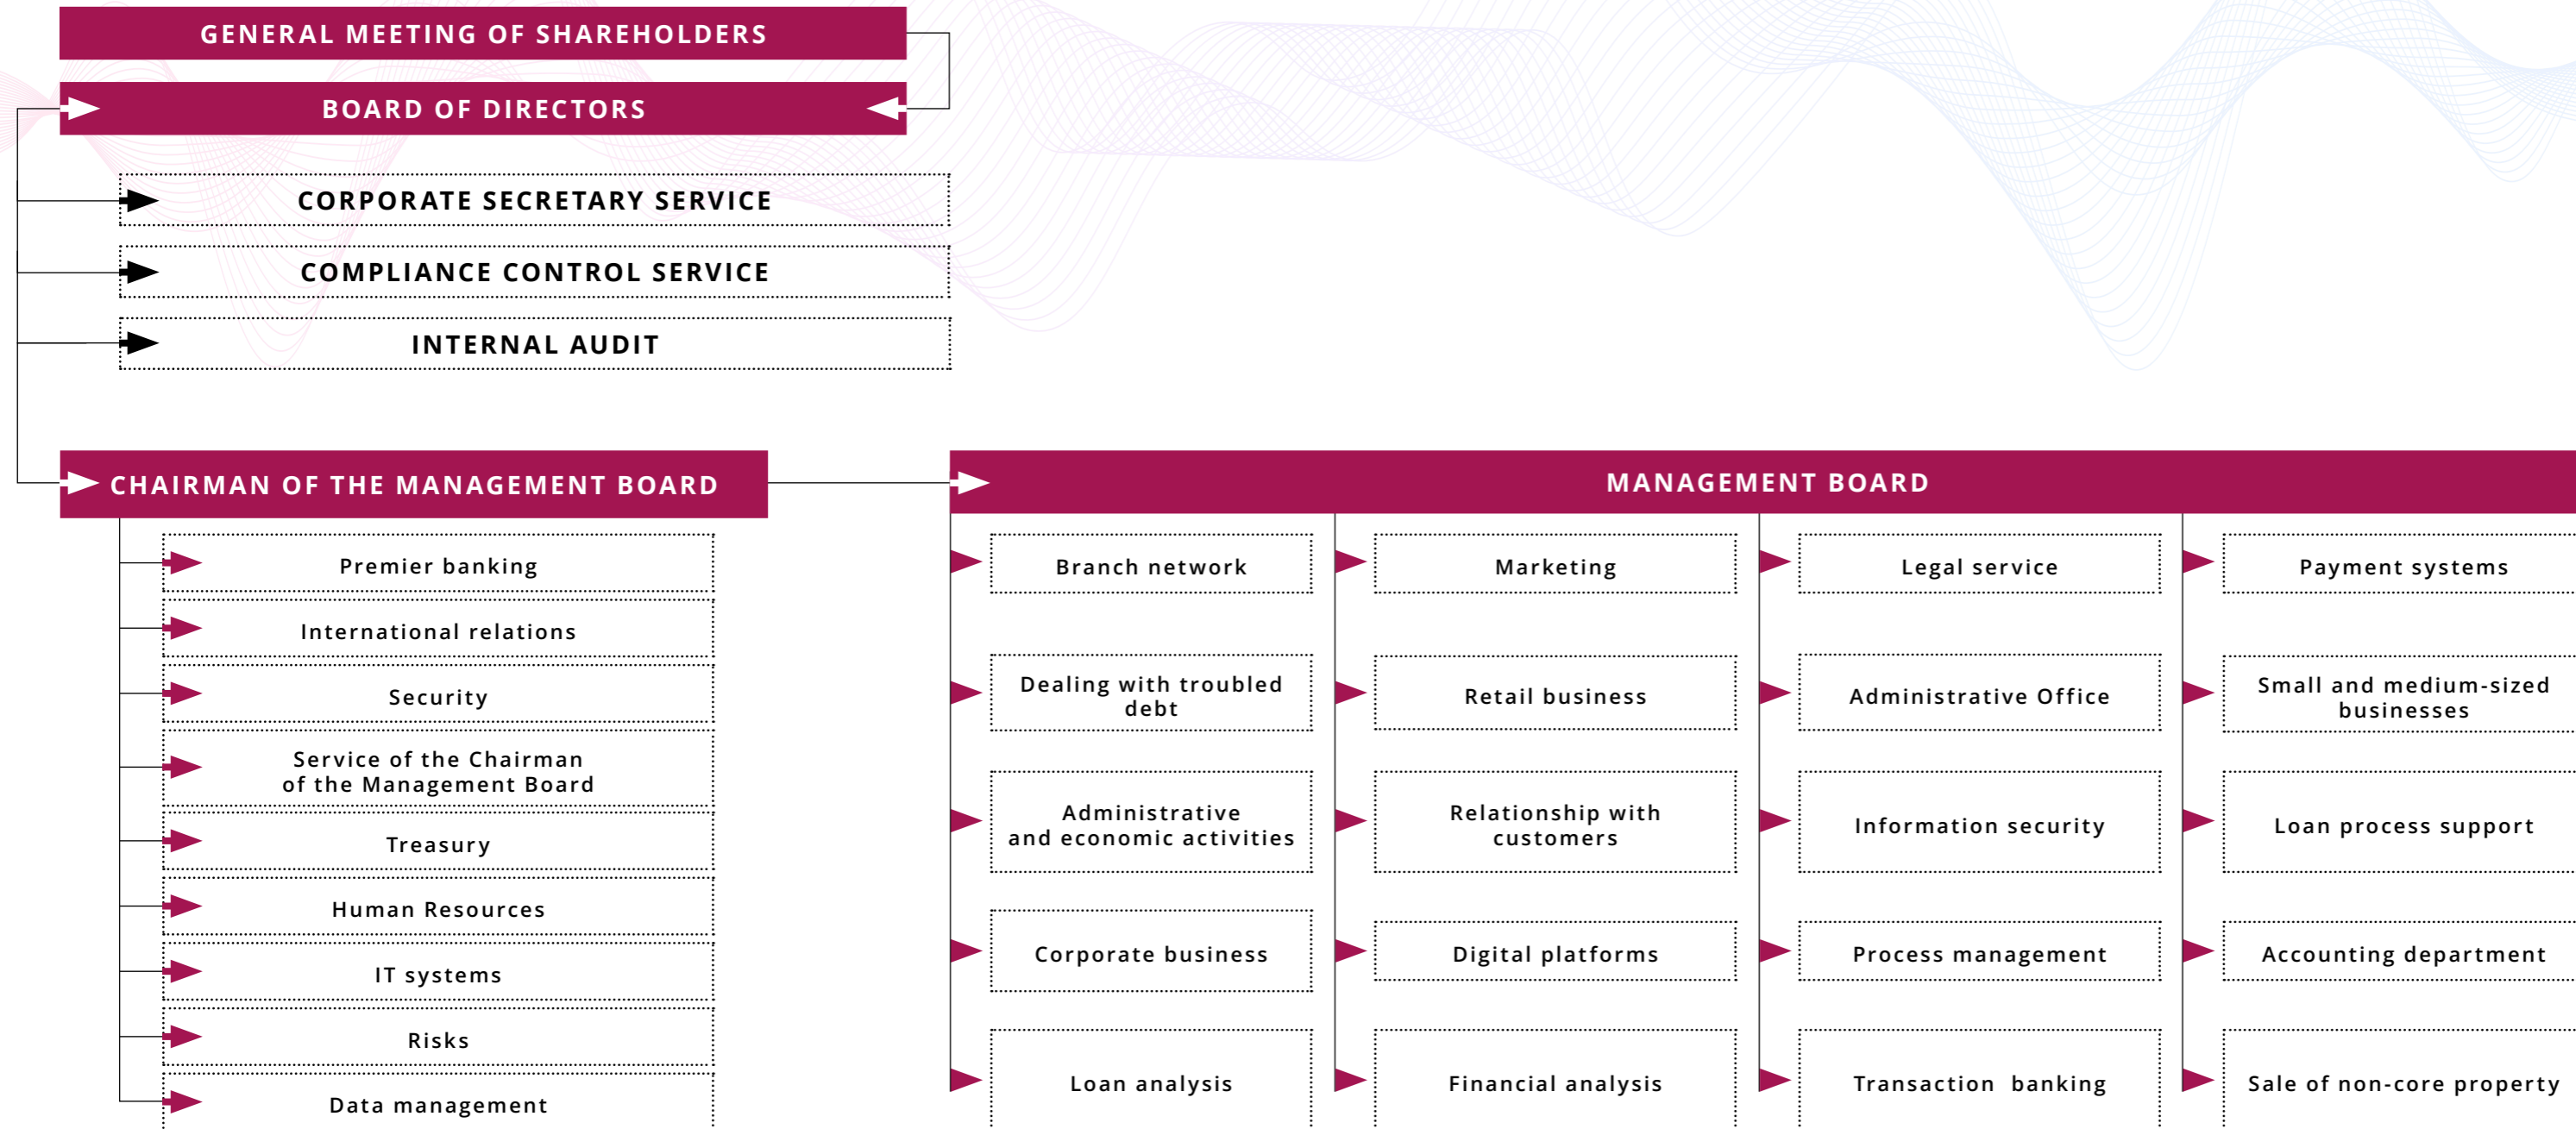 GENERAL MEETING OF SHAREHOLDERS
BOARD OF DIRECTORS
CORPORATE SECRETARY SERVICE
COMPLIANCE CONTROL SERVICE
INTERNAL AUDIT
CHAIRMAN OF THE MANAGEMENT BOARD
Premier banking
International relations
Security
Service of the Chairman
of the Management Board
Treasury
Human Resources
IT systems
Risks
Data management
MANAGEMENT BOARD
Branch network
Dealing with troubled
debt
Administrative
and economic activities
Corporate business
Loan analysis
Marketing
Retail business
Relationship with
customers
Digital platforms
Financial analysis
Legal service
Administrative Office
Information security
Process management
Transaction banking
Payment systems
Small and medium-sized
businesses
Loan process support
Accounting department
Sale of non-core property